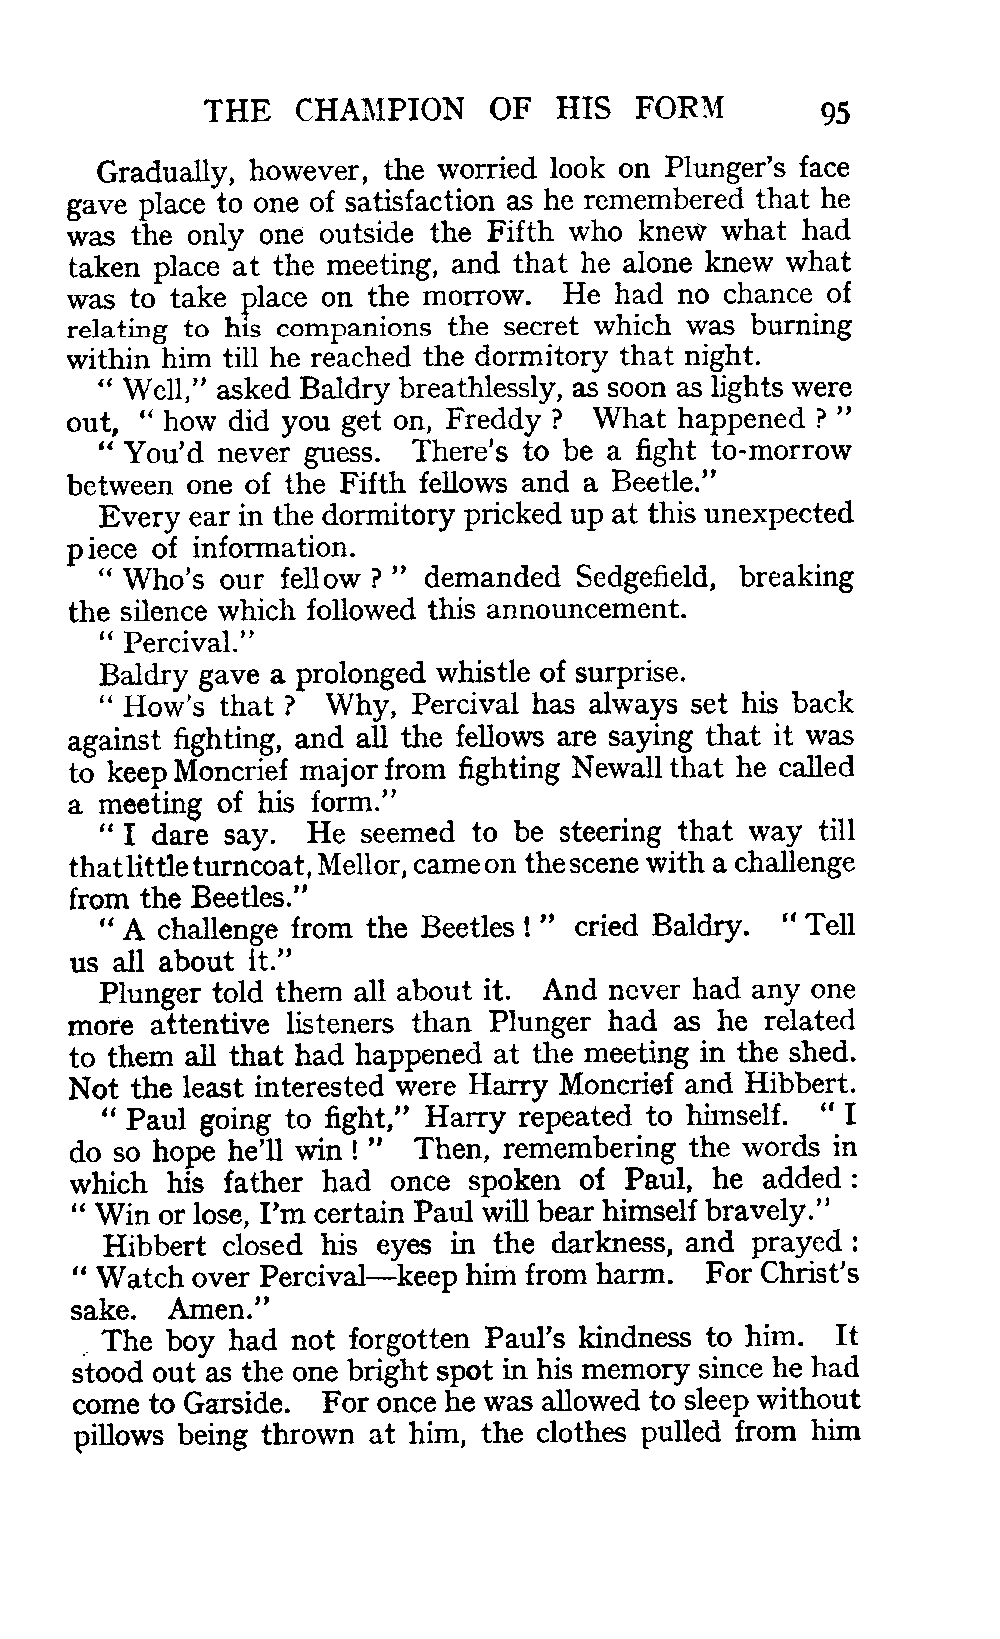 THE CHAMPION OF HIS FORM 95
Gradually, however, the worried look on Plunger's face
gave place to one of satisfaction as he remembered that he
was the only one outside the Fifth who knew what had
taken place at the meeting, and that he alone knew what
was to take place on the morrow. He had no chance of
relating to his companions the secret which was burning
within him till he reached the dormitory that night.
" Well," asked Baldry breathlessly, as soon as lights were
out, " how did you get on, Freddy ? What happened ? "
" You'd never guess. There's to be a fight to-morrow
between one of the Fifth fellows and a Beetle."
Every ear in the dormitory pricked up at this unexpected
piece of information.
" Who's our fellow ? " demanded Sedgefield, breaking
the silence which followed this announcement.
" Percival."
Baldry gave a prolonged whistle of surprise.
" How's that ? Why, Percival has always set his back
against fighting, and all the fellows are saying that it was
to keep Moncrief major from fighting Newall that he called
a meeting of his form."
" I dare say. He seemed to be steering that way till
that little turncoat, Mellor, came on the scene with a challenge
from the Beetles."
" A challenge from the Beetles ! " cried Baldry. " Tell
us all about it."
Plunger told them all about it. And never had any one
more attentive listeners than Plunger had as he related
to them all that had happened at the meeting in the shed.
Not the least interested were Harry Moncrief and Hibbert.
" Paul going to fight," Harry repeated to himself. " I
do so hope he'll win ! " Then, remembering the words in
which his father had once spoken of Paul, he added :
" Win or lose, I'm certain Paul will bear himself bravely."
Hibbert closed his eyes in the darkness, and prayed :
" Watch over Percival—keep him from harm. For Christ's
sake. Amen."
The boy had not forgotten Paul's kindness to him. It
stood out as the one bright spot in his memory since he had
come to Garside. For once he was allowed to sleep without
pillows being thrown at him, the clothes pulled from him